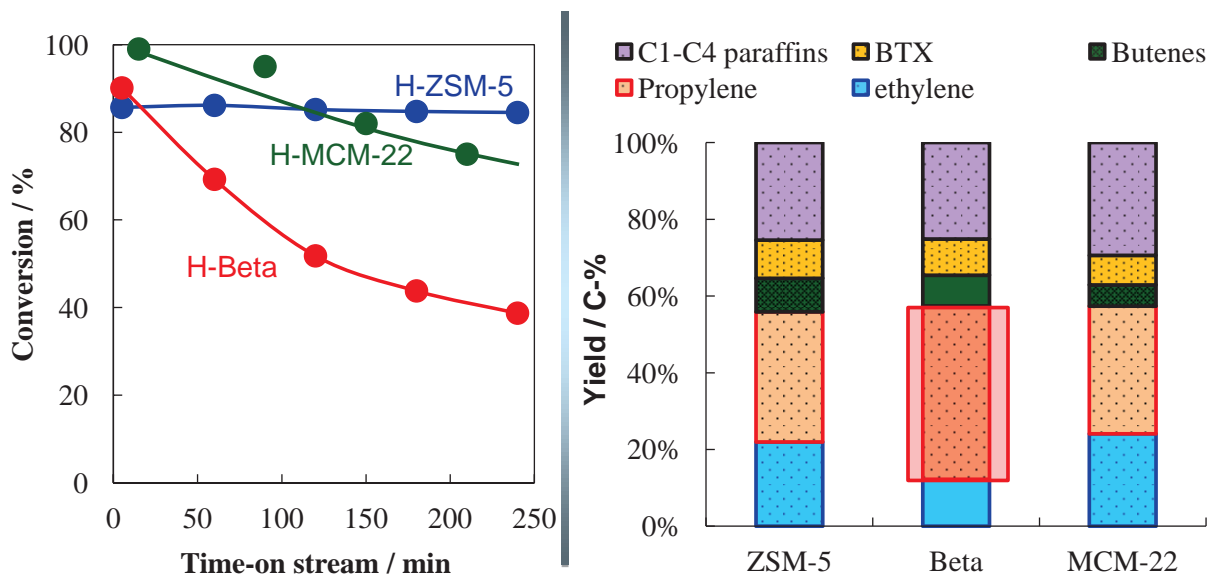 Conversion / %
100
80
60
40
20
0
H-ZSM-5
H-MCM-22
H-Beta
0 50 100 150 200 250
Time-on stream / min
C1-C4 paraffins BTX Butenes
Propylene ethylene
Yield / C-%
100%
80%
60%
40%
20%
0%
ZSM-5 Beta MCM-22